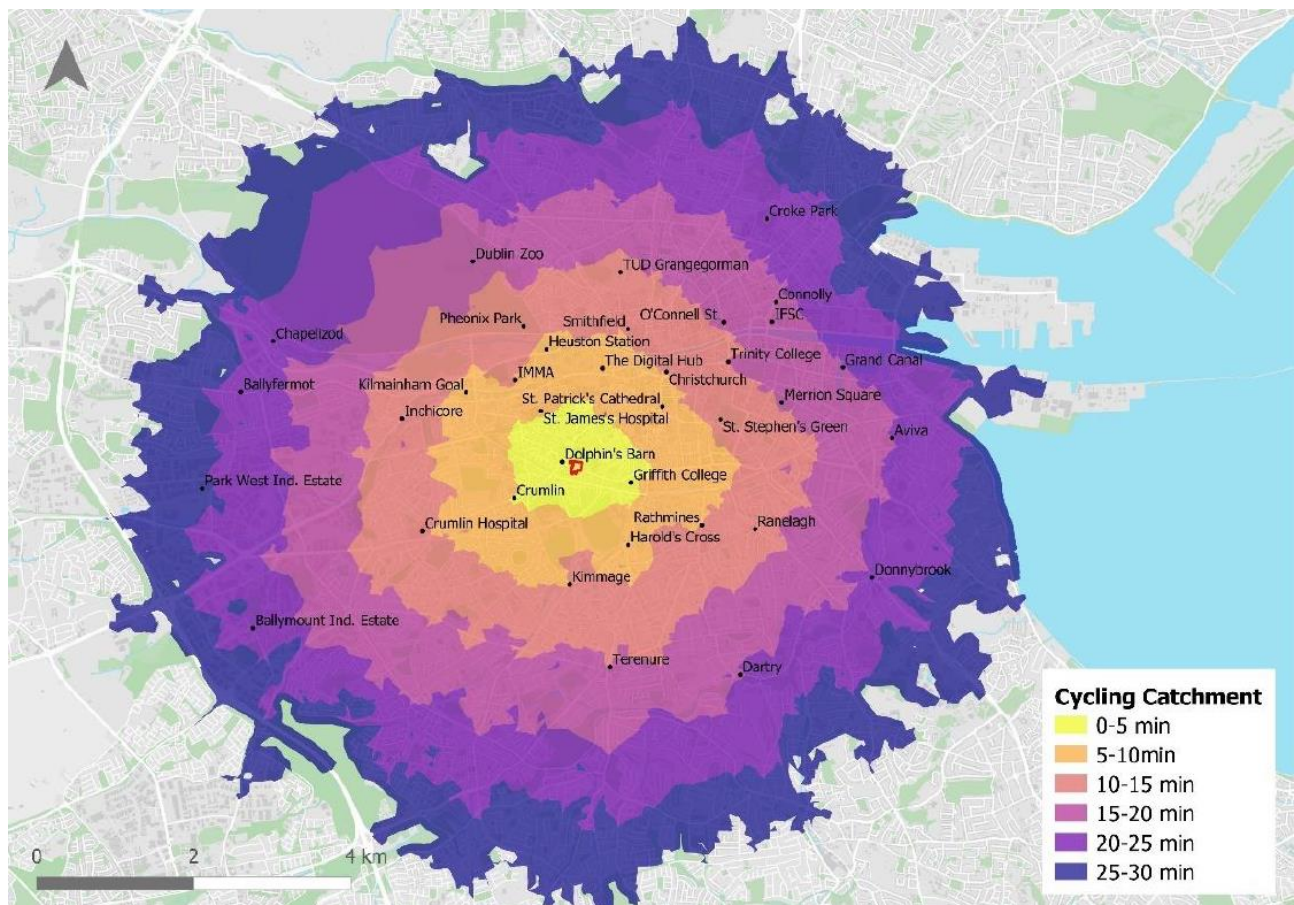 Croke Park
Dublin Zoo
TUD Grangegorman
Connolly
Pheonix Park
Smithfield
O'Connell St
IFSC
Chapelizod
Heuston Station
The Digital Hub
Trinity College
Grand Canal
Ballyfermot
Kilmainham Goal
IMMA
Christchurch
St. Patrick's Cathedral
Merrion Square
Inchicore
St. James's Hospital
St. Stephen's Green
Aviva
Dolphin's Barn
Park West Ind. Estate
Griffith College
Crumlin
Crumlin Hospital
Rathmines
Ranelagh
Harold's Cross
Kimmage
Donnybrook
Ballymount Ind. Estate
Terenure
Dartry
Cycling Catchment
0-5 min
5-10min
10-15 min
15-20 min
20-25 min
25-30 min
0 2 4 km